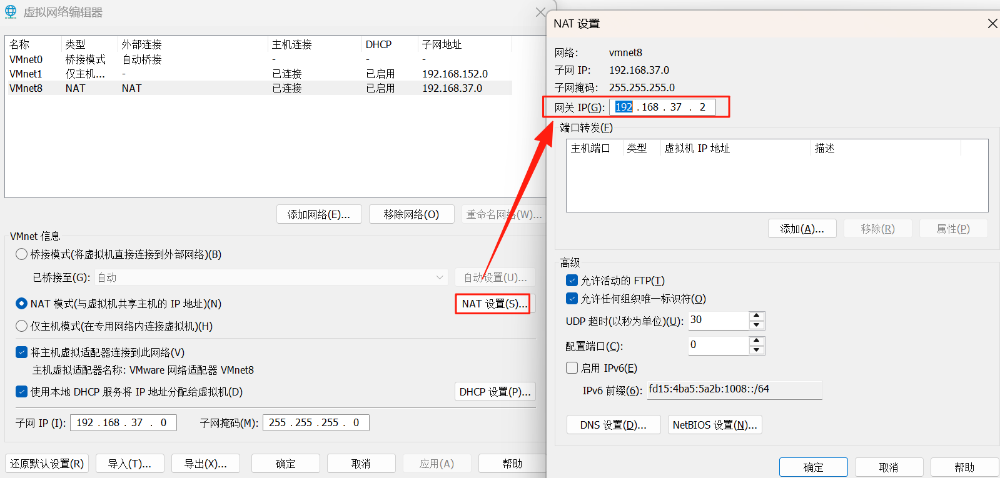 虚拟网络编辑器
名称 类型 外部连接 主机连接 DHCP 子网地址
VMnet0 桥接模式 自动桥接 - - -
VMnet1 仅主机... - 已连接 已启用 192.168.152.0
VMnet8 NAT NAT 已连接 已启用 192.168.37.0
添加网络(E)... 移除网络(O) 重命名网络(W)...
VMnet 信息
桥接模式(将虚拟机直接连接到外部网络)(B)
已桥接至(G): 自动 自动设置(U)...
NAT 模式(与虚拟机共享主机的 IP 地址)(N) NAT 设置(S)...
仅主机模式(在专用网络内连接虚拟机)(H)
将主机虚拟适配器连接到此网络(V)
主机虚拟适配器名称: VMware 网络适配器 VMnet8
使用本地 DHCP 服务将 IP 地址分配给虚拟机(D) DHCP 设置(P)...
子网 IP (I): 192 . 168 . 37 . 0 子网掩码(M): 255 . 255 . 255 . 0
还原默认设置(R) 导入(T)... 导出(X)... 确定 取消 应用(A) 帮助
NAT 设置
网络: vmnet8
子网 IP: 192.168.37.0
子网掩码: 255.255.255.0
网关 IP(G): 192 . 168 . 37 . 2
端口转发(F)
主机端口 类型 虚拟机 IP 地址 描述
添加(A)... 移除(R) 属性(P)
高级
允许活动的 FTP(T)
允许任何组织唯一标识符(O)
UDP 超时(以秒为单位)(U): 30
配置端口(C): 0
启用 IPv6(E)
IPv6 前缀(6): fd15:4ba5:5a2b:1008::/64
DNS 设置(D)... NetBIOS 设置(N)...
确定 取消 帮助